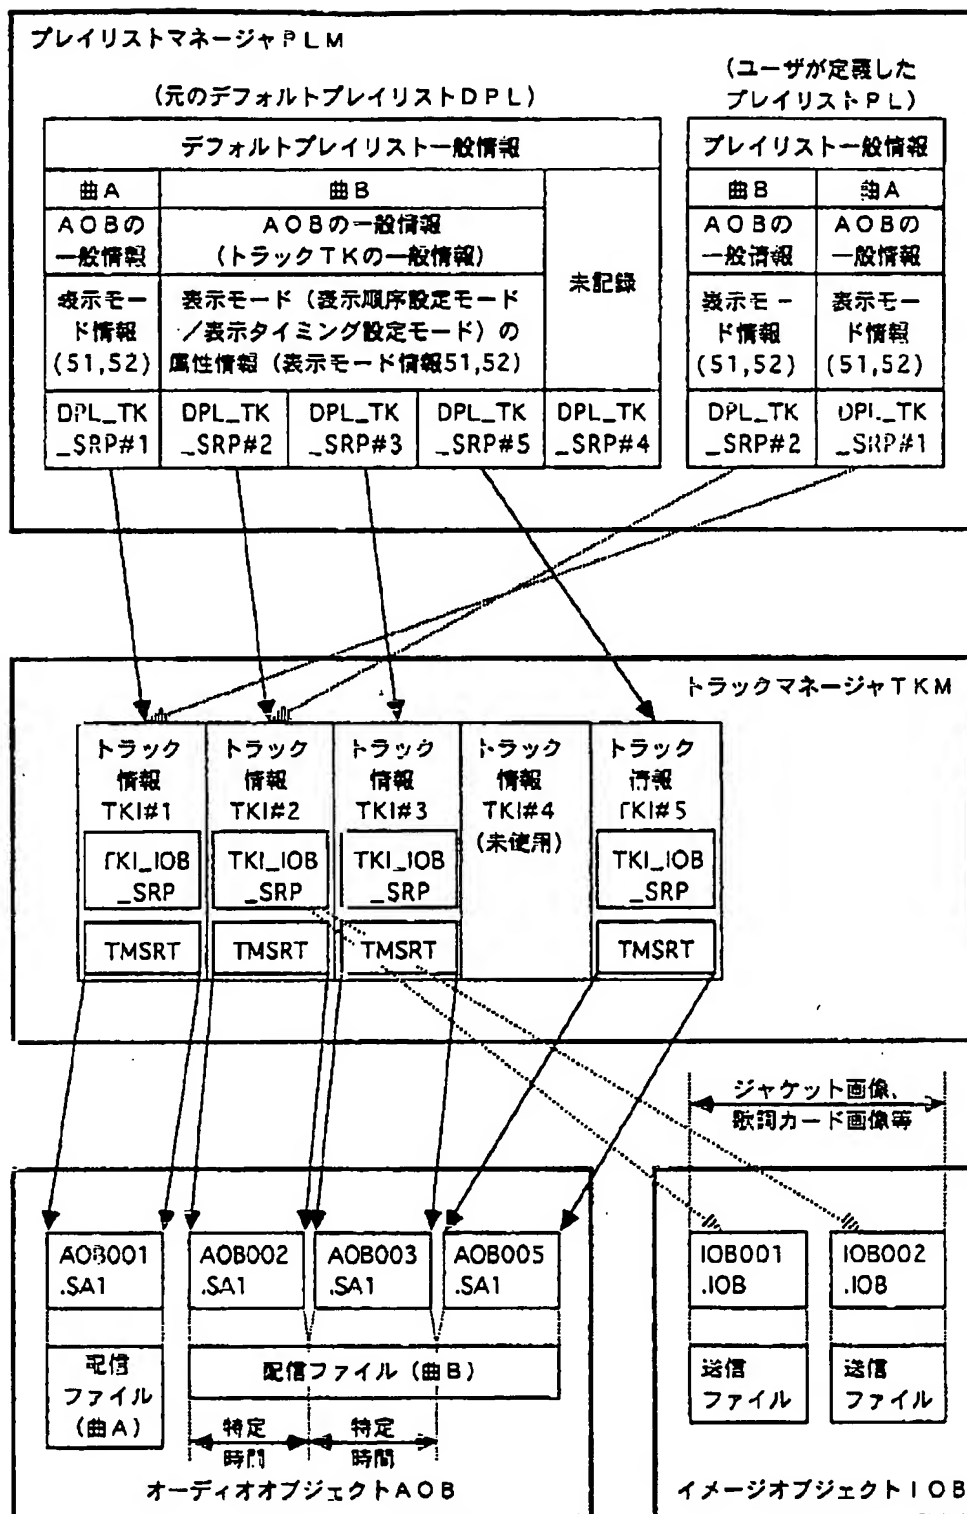 プレイリストマネージャPLM
(元のデフォルトプレイリストDPL)
(ユーザが定義した
プレイリストPL)
デフォルトプレイリスト一般情報
曲A
曲B
AOBの
一般情報
AOBの一般情報
(トラックTKの一般情報)
未記録
表示モー
ド情報
(51,52)
表示モード(表示順序設定モード
/表示タイミング設定モード)の
属性情報(表示モード情報51,52)
DPL_TK
_SRP#1
DPL_TK
_SRP#2
DPL_TK
_SRP#3
DPL_TK
_SRP#5
DPL_TK
_SRP#4
プレイリスト一般情報
曲B
曲A
AOBの
一般情報
AOBの
一般情報
表示モー
ド情報
(51,52)
表示モー
ド情報
(51,52)
DPL_TK
_SRP#2
DPL_TK
_SRP#1
トラックマネージャTKM
トラック
情報
TKI#1
TKI_IOB
_SRP
TMSRT
トラック
情報
TKI#2
TKI_IOB
_SRP
TMSRT
トラック
情報
TKI#3
TKI_IOB
_SRP
TMSRT
トラック
情報
TKI#4
(未使用)
トラック
情報
TKI#5
TKI_IOB
_SRP
TMSRT
ジャケット画像、
歌詞カード画像等
AOB001
.SA1
AOB002
.SA1
AOB003
.SA1
AOB005
.SA1
IOB001
.IOB
IOB002
.IOB
配信
ファイル
(曲A)
配信ファイル(曲B)
送信
ファイル
送信
ファイル
特定
時間
特定
時間
オーディオオブジェクトAOB
イメージオブジェクトIOB